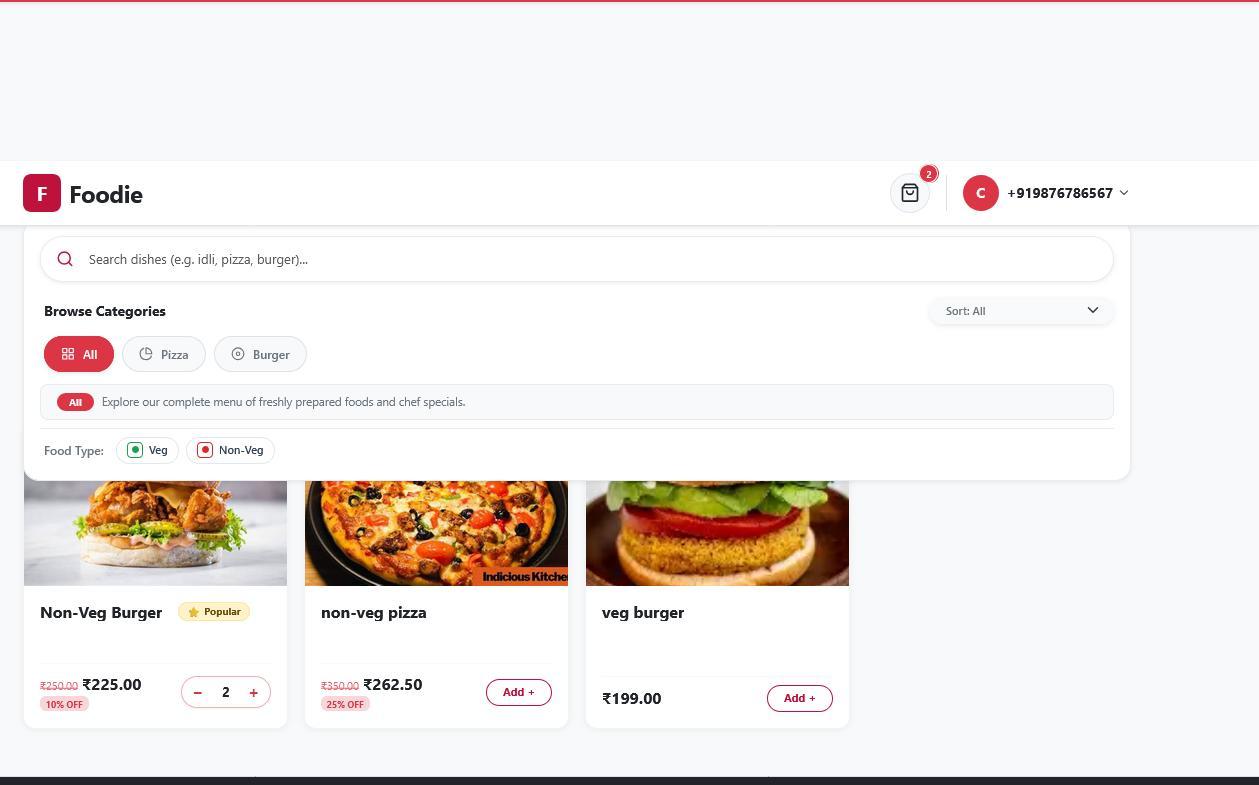 F Foodie
2
C +919876786567
Search dishes (e.g. idli, pizza, burger)...
Browse Categories
Sort: All
All
Pizza
Burger
All Explore our complete menu of freshly prepared foods and chef specials.
Food Type: Veg Non-Veg
Indicious Kitche
Non-Veg Burger Popular
₹250.00 ₹225.00
10% OFF
− 2 +
non-veg pizza
₹350.00 ₹262.50
25% OFF
Add +
veg burger
₹199.00
Add +